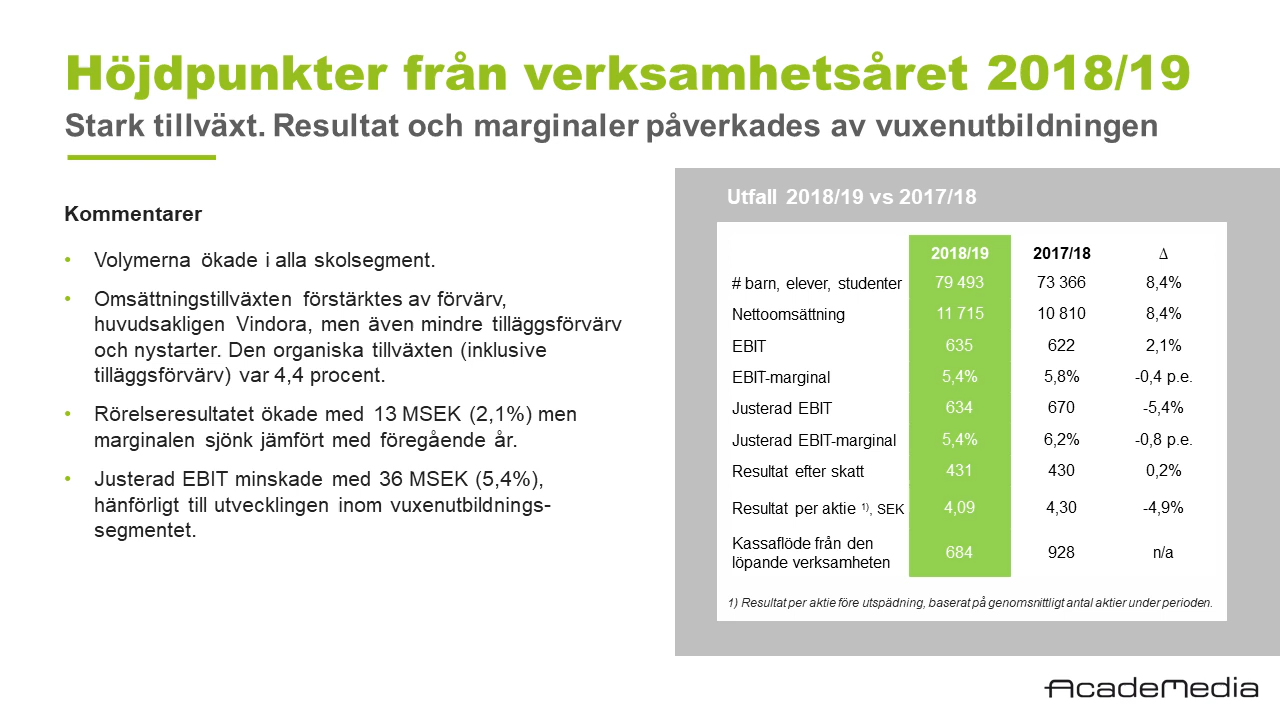 Höjdpunkter från verksamhetsåret 2018/19
Stark tillväxt. Resultat och marginaler påverkades av vuxenutbildningen
Kommentarer
• Volymerna ökade i alla skolsegment.
• Omsättningstillväxten förstärktes av förvärv,
huvudsakligen Vindora, men även mindre tilläggsförvärv
och nystarter. Den organiska tillväxten (inklusive
tilläggsförvärv) var 4,4 procent.
• Rörelseresultatet ökade med 13 MSEK (2,1%) men
marginalen sjönk jämfört med föregående år.
• Justerad EBIT minskade med 36 MSEK (5,4%),
hänförligt till utvecklingen inom vuxenutbildnings-
segmentet.
Utfall 2018/19 vs 2017/18
2018/19 2017/18 Δ
# barn, elever, studenter 79 493 73 366 8,4%
Nettoomsättning 11 715 10 810 8,4%
EBIT 635 622 2,1%
EBIT-marginal 5,4% 5,8% -0,4 p.e.
Justerad EBIT 634 670 -5,4%
Justerad EBIT-marginal 5,4% 6,2% -0,8 p.e.
Resultat efter skatt 431 430 0,2%
Resultat per aktie 1), SEK 4,09 4,30 -4,9%
Kassaflöde från den
löpande verksamheten 684 928 n/a
1) Resultat per aktie före utspädning, baserat på genomsnittligt antal aktier under perioden.
AcadeMedia